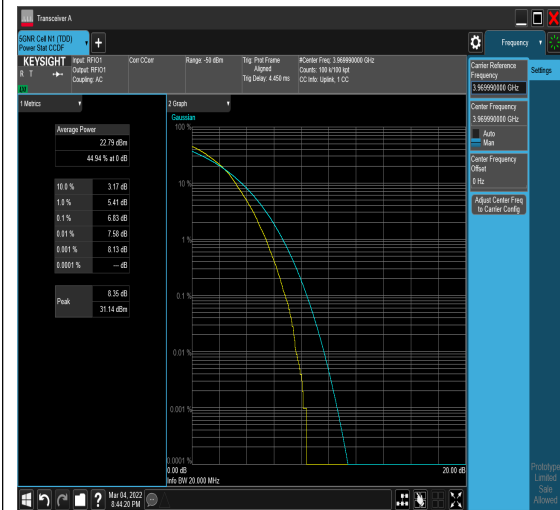 Transceiver A
5GNR Cell N1 (TDD)
Power Stat CCDF
Frequency
KEYSIGHT
R T
LXI
Input: RFIO1
Output: RFIO1
Coupling: AC
Corr CCorr
Range: -50 dBm
Trig: Prot Frame
Aligned
Trig Delay: 4.450 ms
#Center Freq: 3.969990000 GHz
Counts: 100 k/100 kpt
CC Info: Uplink, 1 CC
1 Metrics
Average Power
22.79 dBm
44.94 % at 0 dB
10.0 % 3.17 dB
1.0 % 5.41 dB
0.1 % 6.83 dB
0.01 % 7.58 dB
0.001 % 8.13 dB
0.0001 % --- dB
Peak 8.35 dB
31.14 dBm
2 Graph
Gaussian
100 %
10 %
1 %
0.1 %
0.01 %
0.001 %
0.0001 %
0.00 dB
20.00 dB
Info BW 20.000 MHz
Carrier Reference
Frequency
3.969990000 GHz
Center Frequency
3.969990000 GHz
Auto
Man
Center Frequency
Offset
0 Hz
Adjust Center Freq
to Carrier Config
Settings
Prototype
Limited
Sale
Allowed
?
Mar 04, 2022
8:44:20 PM